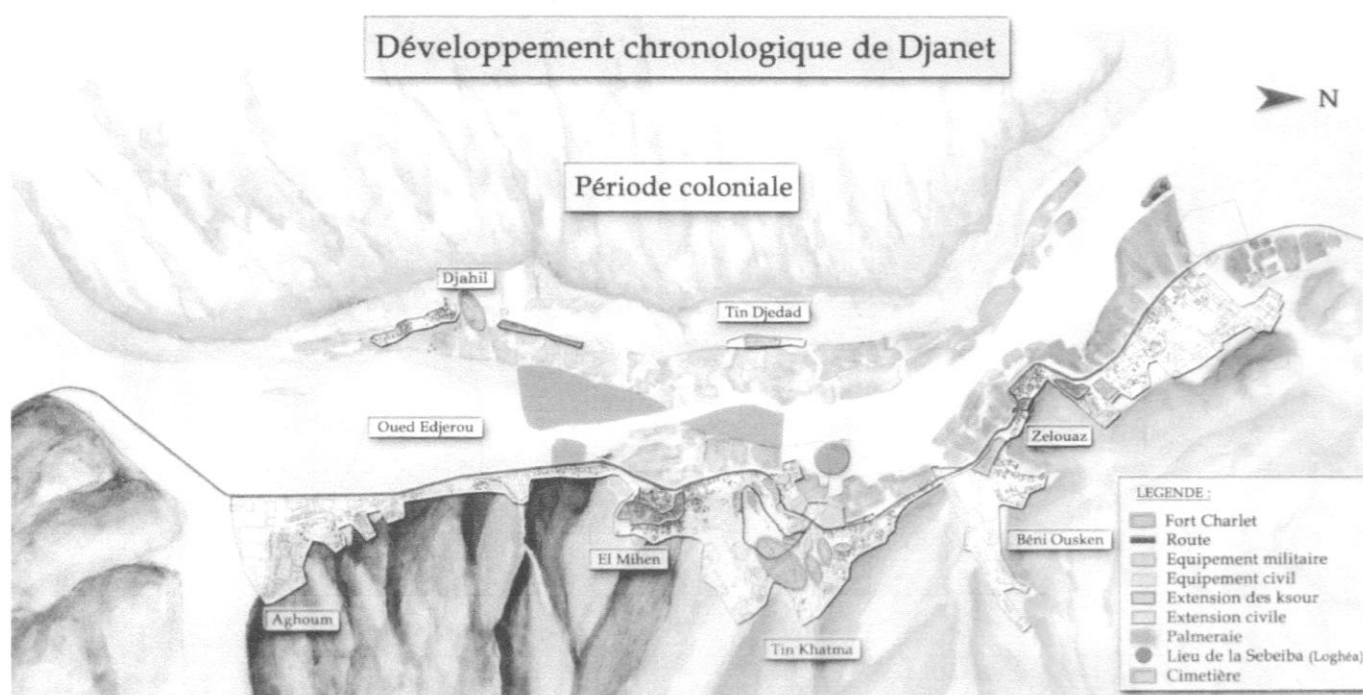 Développement chronologique de Djanet
N
Période coloniale
Djahil
Tin Djedad
Oued Edjerou
Zelouaz
El Mihen
Béni Ousken
Aghoum
Tin Khatma
LEGENDE :
Fort Charlet
Route
Equipement militaire
Equipement civil
Extension des ksour
Extension civile
Palmeraie
Lieu de la Sebeiba (Loghéa)
Cimetière